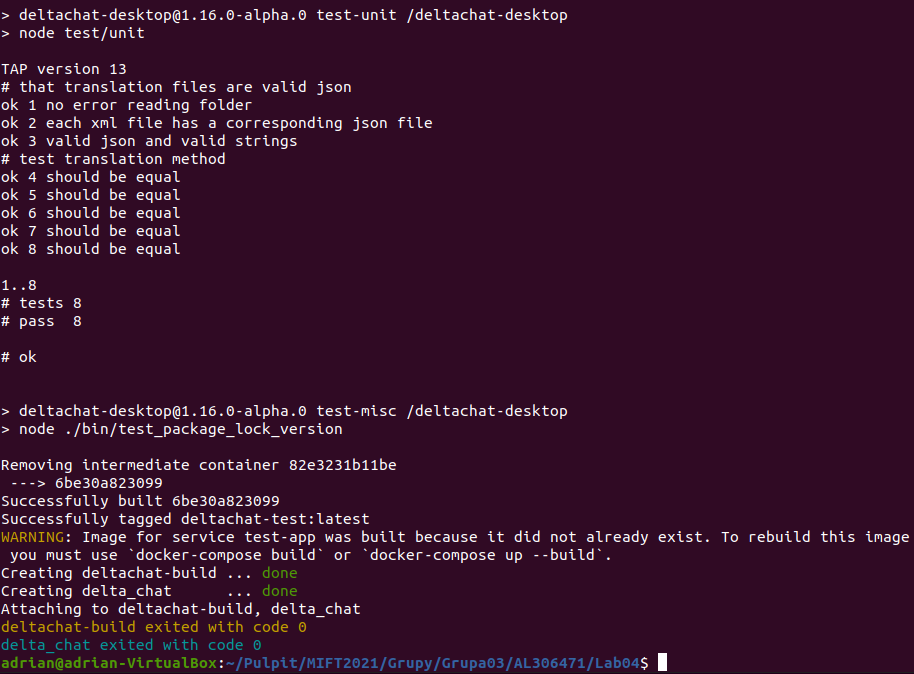 > deltachat-desktop@1.16.0-alpha.0 test-unit /deltachat-desktop
> node test/unit
TAP version 13
# that translation files are valid json
ok 1 no error reading folder
ok 2 each xml file has a corresponding json file
ok 3 valid json and valid strings
# test translation method
ok 4 should be equal
ok 5 should be equal
ok 6 should be equal
ok 7 should be equal
ok 8 should be equal
1..8
# tests 8
# pass  8
# ok
> deltachat-desktop@1.16.0-alpha.0 test-misc /deltachat-desktop
> node ./bin/test_package_lock_version
Removing intermediate container 82e3231b11be
 ---> 6be30a823099
Successfully built 6be30a823099
Successfully tagged deltachat-test:latest
WARNING: Image for service test-app was built because it did not already exist. To rebuild this image
 you must use `docker-compose build` or `docker-compose up --build`.
Creating deltachat-build ... done
Creating delta_chat      ... done
Attaching to deltachat-build, delta_chat
deltachat-build exited with code 0
delta_chat exited with code 0
adrian@adrian-VirtualBox:~/Pulpit/MIFT2021/Grupy/Grupa03/AL306471/Lab04$